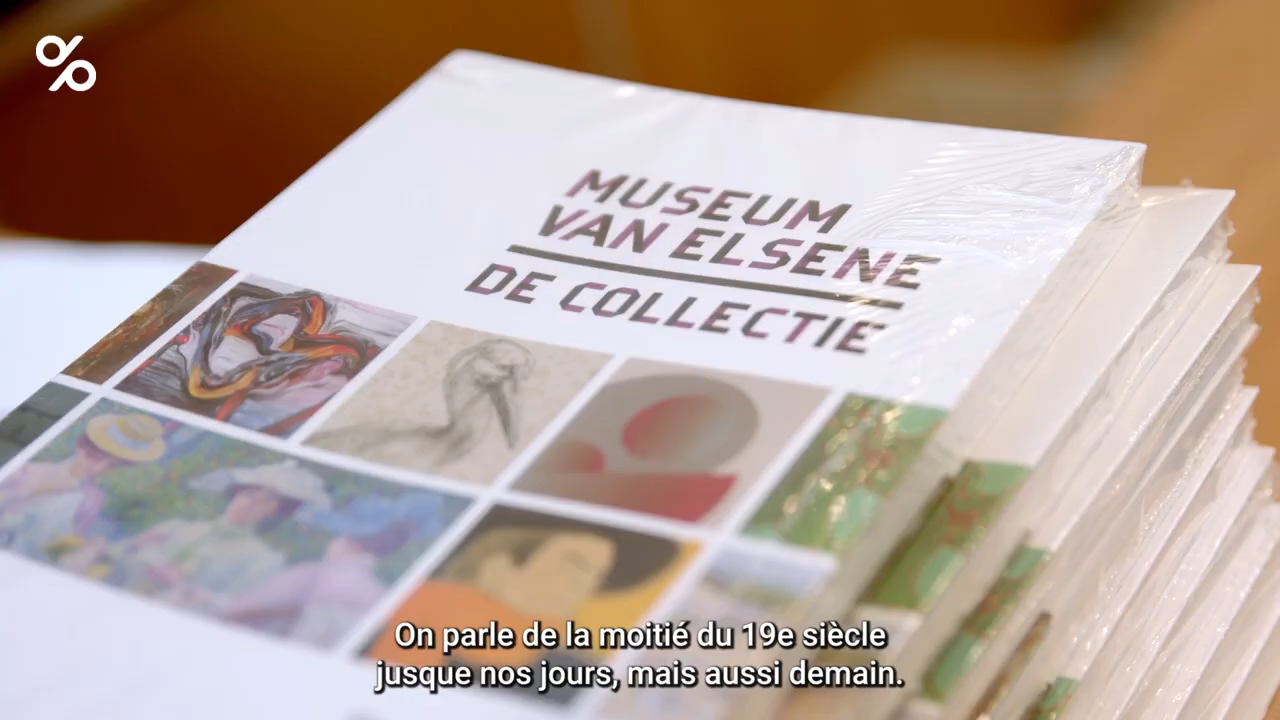 MUSEUM
VAN ELSENE
DE COLLECTIE
On parle de la moitié du 19e siècle
jusque nos jours, mais aussi demain.